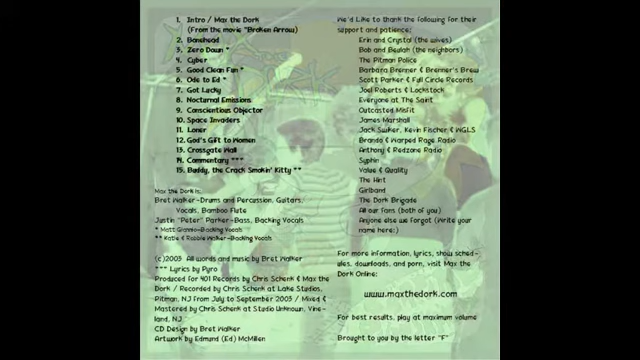 1. Intro / Max the Dork
(From the movie "Broken Arrow)
2. Banehead
3. Zero Down *
4. Cyber
5. Good Clean Fun *
6. Ode to Ed *
7. Got Lucky
8. Nocturnal Emissions
9. Conscientious Objector
10. Space Invaders
11. Loner
12. God's Gift to Women
13. Crossgate Wall
14. Commentary ***
15. Buddy, the Crack Smokin' Kitty **
Max the Dork is:
Bret Walker-Drums and Percussion, Guitars,
Vocals, Bamboo Flute
Justin "Peter" Parker-Bass, Backing Vocals
* Matt Giannio-Backing Vocals
** Katie & Robbie Walker-Backing Vocals
(c)2003 All words and music by Bret Walker
*** Lyrics by Pyro
Produced for 401 Records by Chris Schenk & Max the
Dork / Recorded by Chris Schenk at Lake Studios,
Pitman, NJ From July to September 2003 / Mixed &
Mastered by Chris Schenk at Studio Unknown, Vine-
land, NJ
CD Design by Bret Walker
Artwork by Edmund (Ed) McMillen
We'd Like to thank the following for their
support and patience:
Erin and Crystal (the wives)
Bob and Beulah (the neighbors)
The Pitman Police
Barbara Brenner & Brenner's Brew
Scott Parker & Full Circle Records
Joel Roberts & Lockstock
Everyone at The Saint
Outcasted Misfit
James Marshall
Jack Swiker, Kevin Fischer & WGLS
Brando & Warped Rage Radio
Anthony & Redzone Radio
Syphin
Value & Quality
The Hint
Girlband
The Dork Brigade
All our fans (both of you)
Anyone else we forgot (Write your
name here:)
For more information, lyrics, show sched-
ules, downloads, and porn, visit Max the
Dork Online:
www.maxthedork.com
For best results, play at maximum volume
Brought to you by the letter "F"